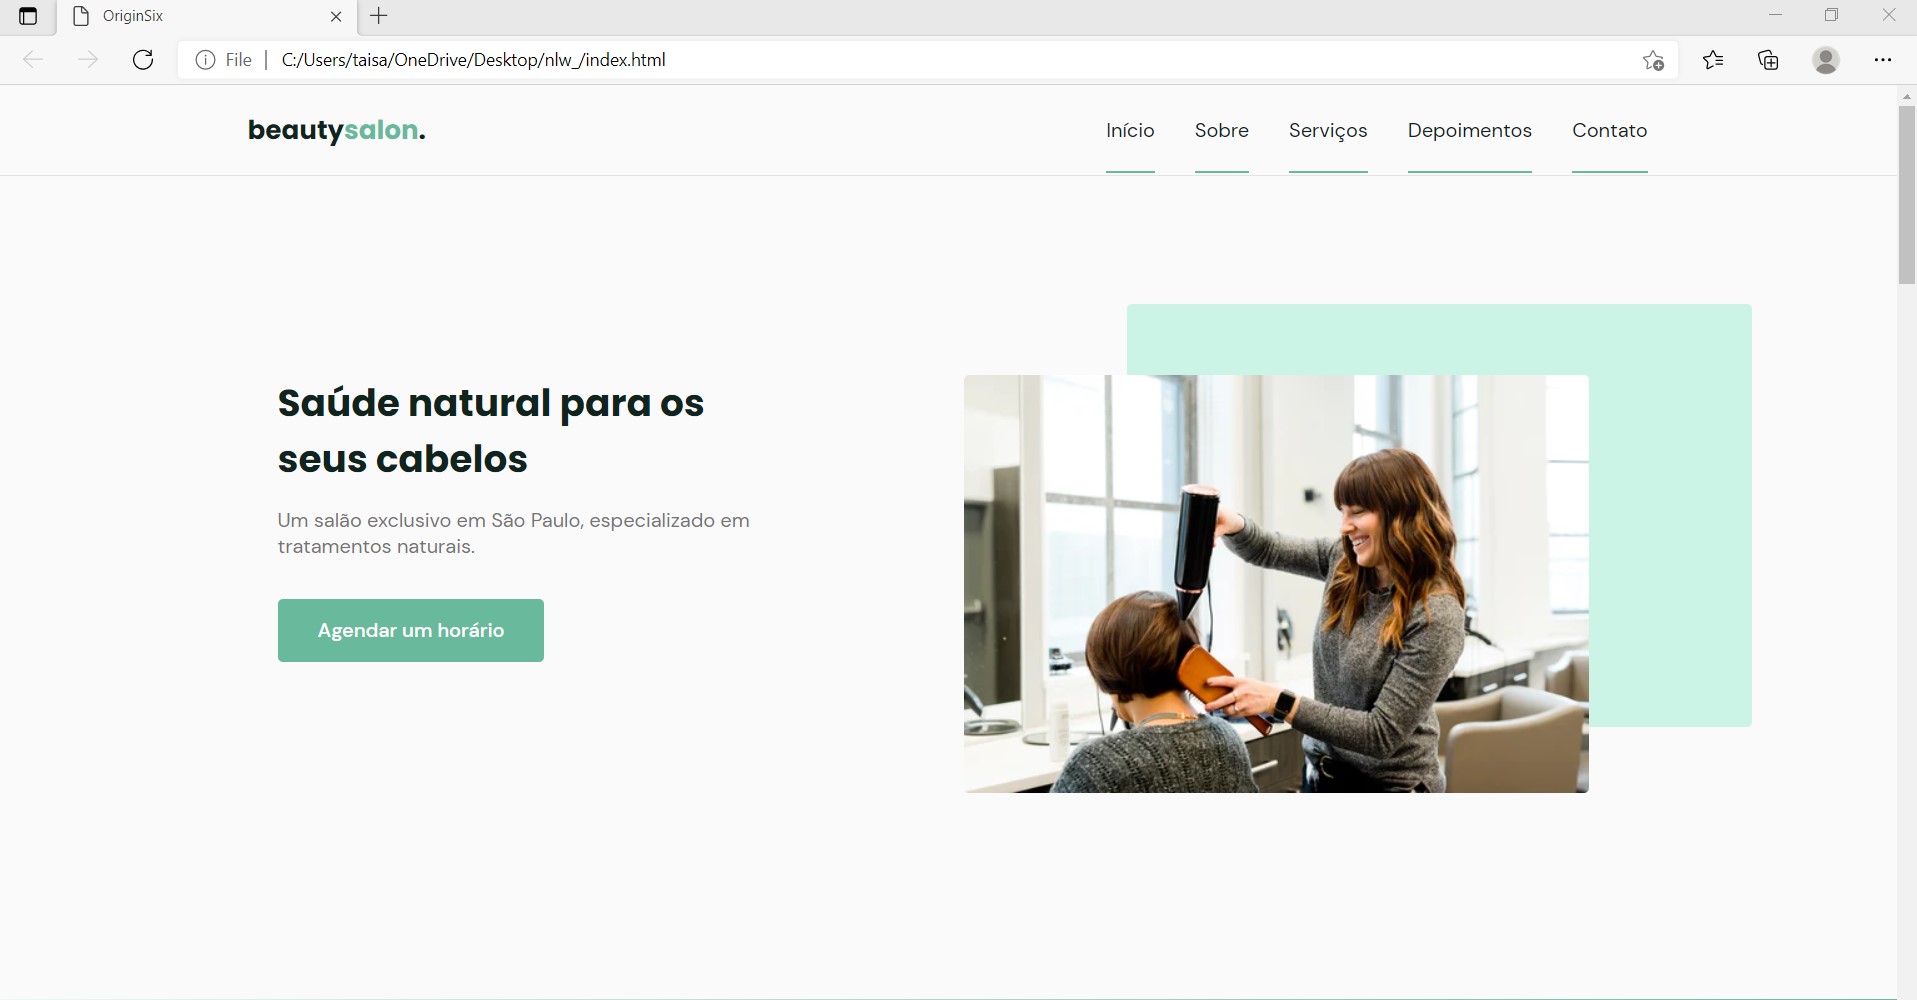 OriginSix
File
C:/Users/taisa/OneDrive/Desktop/nlw_/index.html
beautysalon.
Início Sobre Serviços Depoimentos Contato
Saúde natural para os
seus cabelos
Um salão exclusivo em São Paulo, especializado em
tratamentos naturais.
Agendar um horário